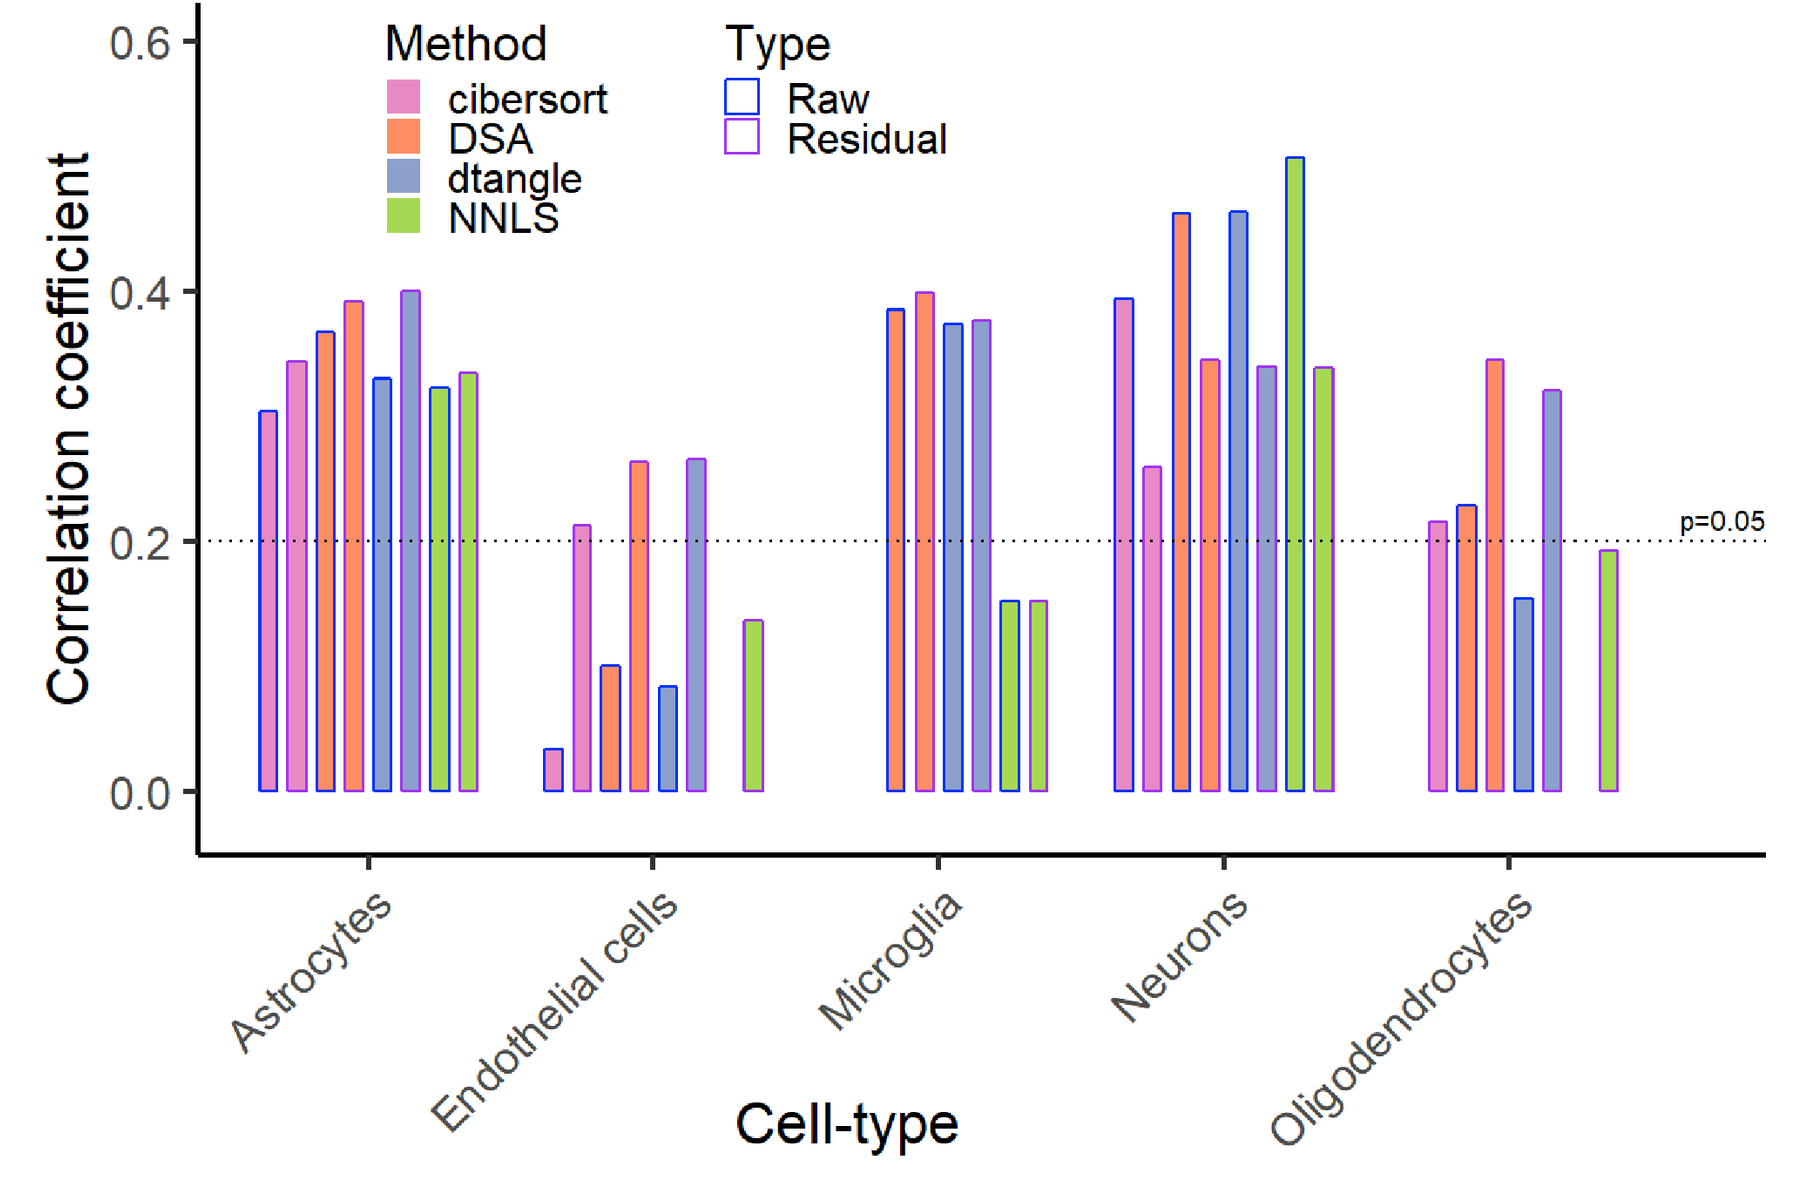 Method
cibersort
DSA
dtangle
NNLS
Type
Raw
Residual
Correlation coefficient
0.6
0.4
0.2
0.0
p=0.05
Astrocytes
Endothelial cells
Microglia
Neurons
Oligodendrocytes
Cell-type